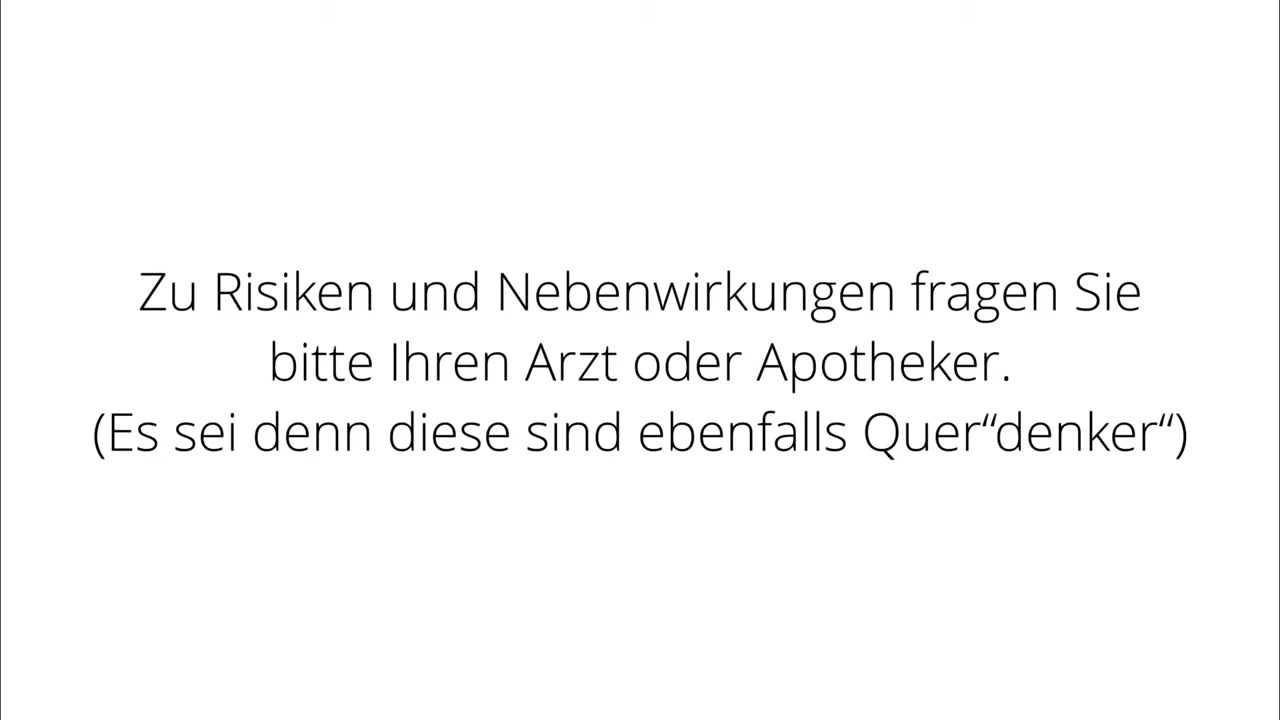 Zu Risiken und Nebenwirkungen fragen Sie
bitte Ihren Arzt oder Apotheker.
(Es sei denn diese sind ebenfalls Quer“denker“)